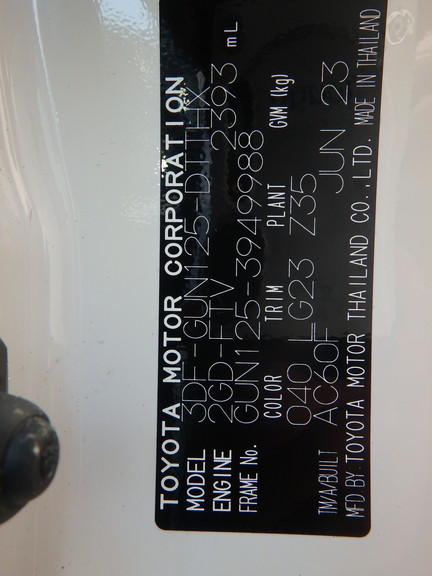 TOYOTA MOTOR CORPORATION
MODEL 3DF-GUN125-DTTHX
ENGINE 2GD-FTV 2393 mL
FRAME No. GUN125-3949988
COLOR TRIM PLANT GVM (kg)
040 LG23 Z35
TM/A/BUILT AC60F JUN 23
MFD BY TOYOTA MOTOR THAILAND CO.,LTD. MADE IN THAILAND